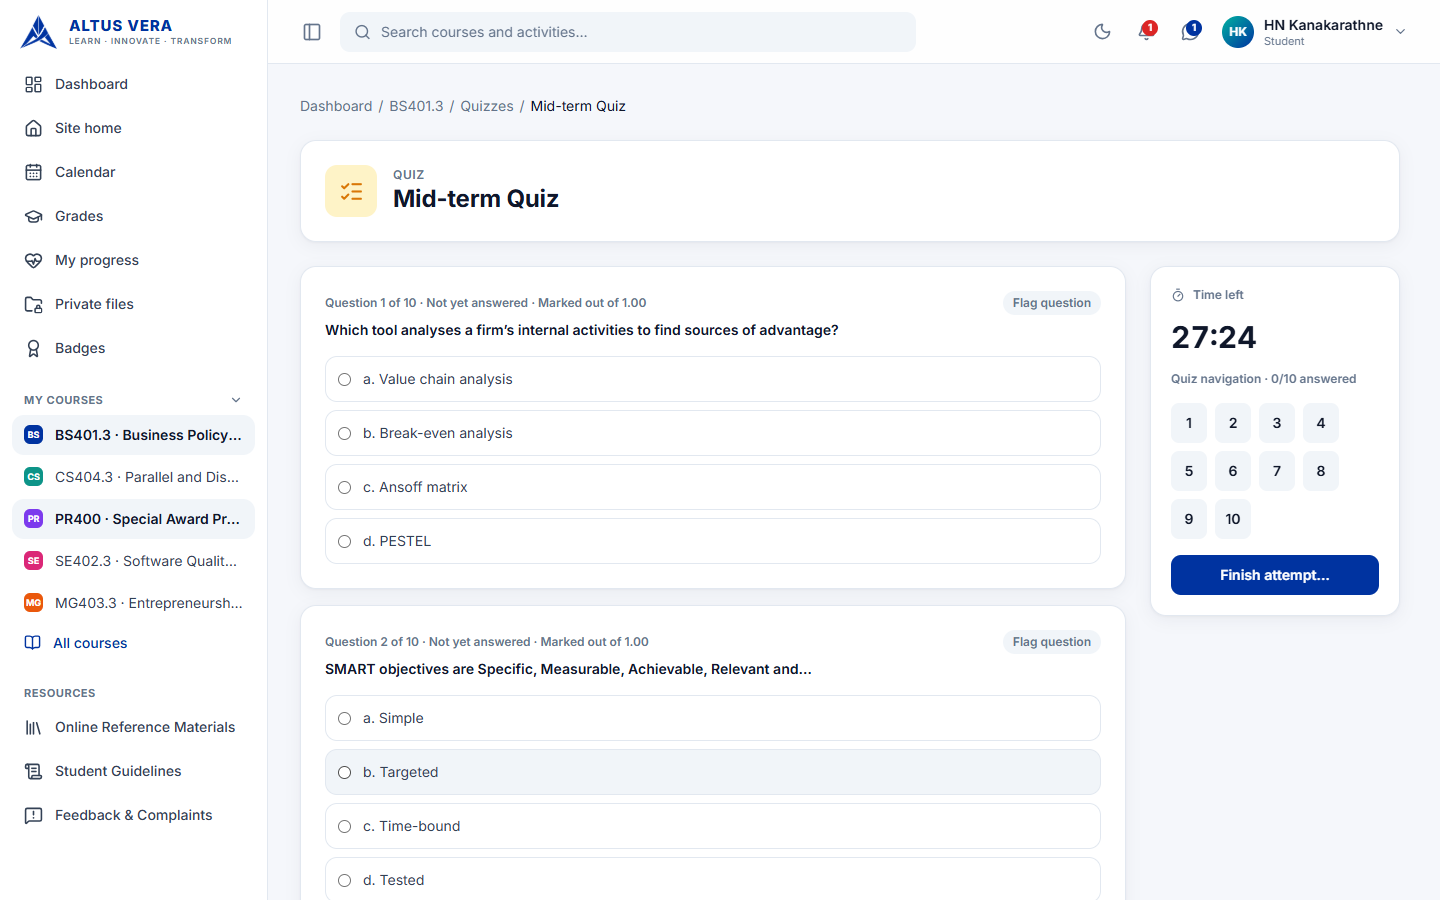 ALTUS VERA
LEARN · INNOVATE · TRANSFORM
Dashboard
Site home
Calendar
Grades
My progress
Private files
Badges
MY COURSES
BS BS401.3 · Business Policy...
CS CS404.3 · Parallel and Dis...
PR PR400 · Special Award Pr...
SE SE402.3 · Software Qualit...
MG MG403.3 · Entrepreneursh...
All courses
RESOURCES
Online Reference Materials
Student Guidelines
Feedback & Complaints
Search courses and activities...
1
1
HK
HN Kanakarathne
Student
Dashboard / BS401.3 / Quizzes / Mid-term Quiz
QUIZ
Mid-term Quiz
Question 1 of 10 · Not yet answered · Marked out of 1.00
Flag question
Which tool analyses a firm's internal activities to find sources of advantage?
a. Value chain analysis
b. Break-even analysis
c. Ansoff matrix
d. PESTEL
Question 2 of 10 · Not yet answered · Marked out of 1.00
Flag question
SMART objectives are Specific, Measurable, Achievable, Relevant and...
a. Simple
b. Targeted
c. Time-bound
d. Tested
Time left
27:24
Quiz navigation · 0/10 answered
1 2 3 4
5 6 7 8
9 10
Finish attempt...